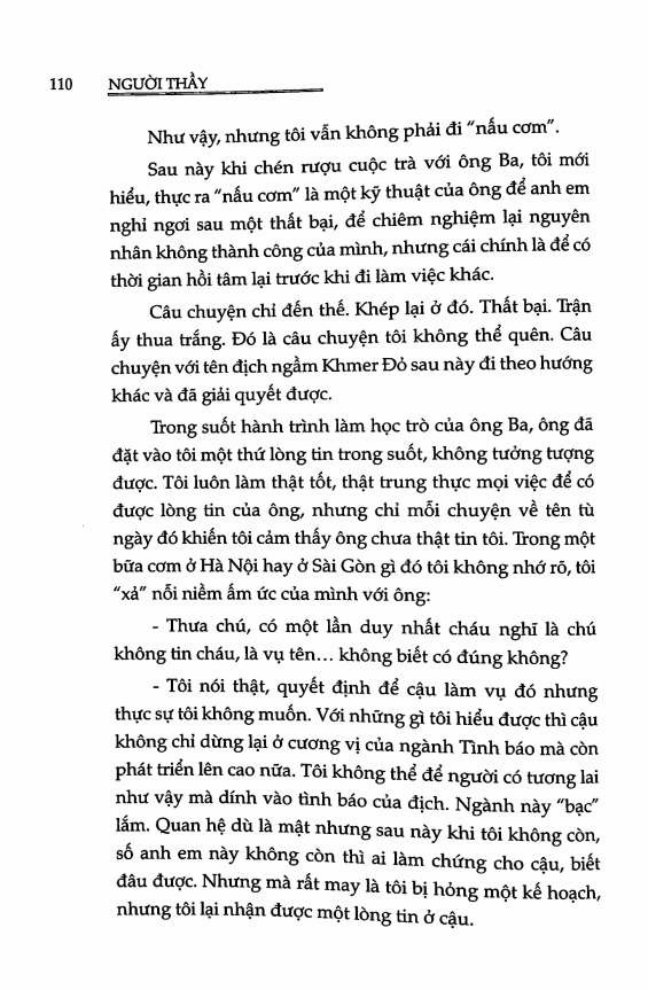 110 NGƯỜI THẦY
Như vậy, nhưng tôi vẫn không phải đi "nấu cơm".
Sau này khi chén rượu cuộc trà với ông Ba, tôi mới
hiểu, thực ra "nấu cơm" là một kỹ thuật của ông để anh em
nghỉ ngơi sau một thất bại, để chiêm nghiệm lại nguyên
nhân không thành công của mình, nhưng cái chính là để có
thời gian hồi tâm lại trước khi đi làm việc khác.
Câu chuyện chỉ đến thế. Khép lại ở đó. Thất bại. Trận
ấy thua trắng. Đó là câu chuyện tôi không thể quên. Câu
chuyện với tên địch ngầm Khmer Đỏ sau này đi theo hướng
khác và đã giải quyết được.
Trong suốt hành trình làm học trò của ông Ba, ông đã
đặt vào tôi một thứ lòng tin trong suốt, không tưởng tượng
được. Tôi luôn làm thật tốt, thật trung thực mọi việc để có
được lòng tin của ông, nhưng chỉ mỗi chuyện về tên tù
ngày đó khiến tôi cảm thấy ông chưa thật tin tôi. Trong một
bữa cơm ở Hà Nội hay ở Sài Gòn gì đó tôi không nhớ rõ, tôi
"xả" nỗi niềm ấm ức của mình với ông:
- Thưa chú, có một lần duy nhất cháu nghĩ là chú
không tin cháu, là vụ tên... không biết có đúng không?
- Tôi nói thật, quyết định để cậu làm vụ đó nhưng
thực sự tôi không muốn. Với những gì tôi hiểu được thì cậu
không chỉ dừng lại ở cương vị của ngành Tình báo mà còn
phát triển lên cao nữa. Tôi không thể để người có tương lai
như vậy mà dính vào tình báo của địch. Ngành này "bạc"
lắm. Quan hệ dù là mật nhưng sau này khi tôi không còn,
số anh em này không còn thì ai làm chứng cho cậu, biết
đâu được. Nhưng mà rất may là tôi bị hỏng một kế hoạch,
nhưng tôi lại nhận được một lòng tin ở cậu.